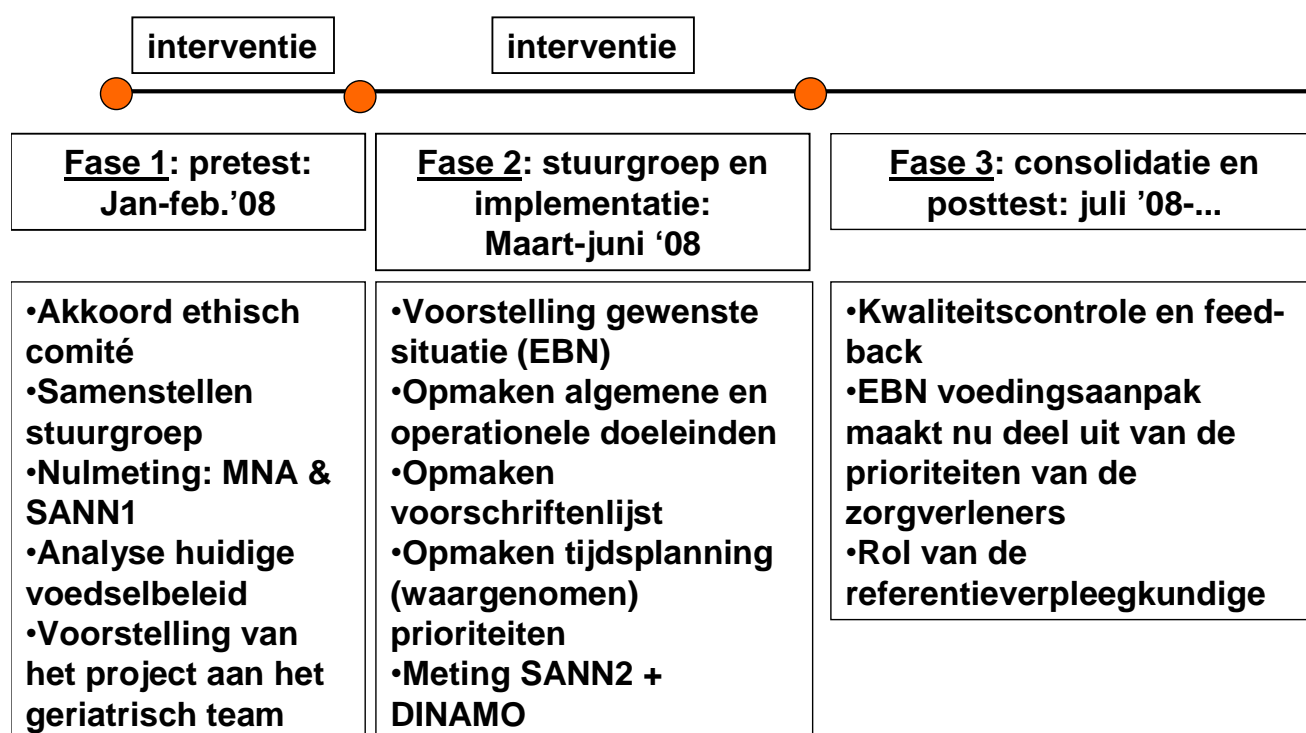 interventie
interventie
Fase 1: pretest:
Jan-feb.’08
Fase 2: stuurgroep en
implementatie:
Maart-juni ‘08
Fase 3: consolidatie en
posttest: juli ’08-...
•Akkoord ethisch
comité
•Samenstellen
stuurgroep
•Nulmeting: MNA &
SANN1
•Analyse huidige
voedselbeleid
•Voorstelling van
het project aan het
geriatrisch team
•Voorstelling gewenste
situatie (EBN)
•Opmaken algemene en
operationele doeleinden
•Opmaken
voorschriftenlijst
•Opmaken tijdsplanning
(waargenomen)
prioriteiten
•Meting SANN2 +
DINAMO
•Kwaliteitscontrole en feed-
back
•EBN voedingsaanpak
maakt nu deel uit van de
prioriteiten van de
zorgverleners
•Rol van de
referentieverpleegkundige